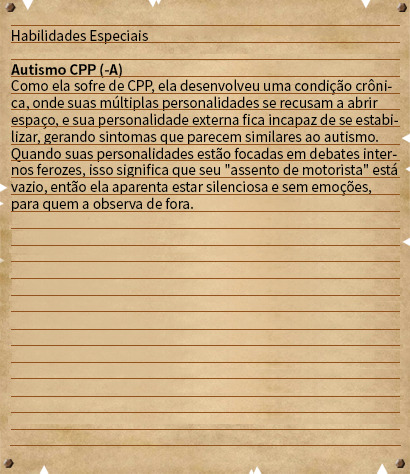 Habilidades Especiais
Autismo CPP (-A)
Como ela sofre de CPP, ela desenvolveu uma condição crôni-
ca, onde suas múltiplas personalidades se recusam a abrir
espaço, e sua personalidade externa fica incapaz de se estabi-
lizar, gerando sintomas que parecem similares ao autismo.
Quando suas personalidades estão focadas em debates inter-
nos ferozes, isso significa que seu "assento de motorista" está
vazio, então ela aparenta estar silenciosa e sem emoções,
para quem a observa de fora.